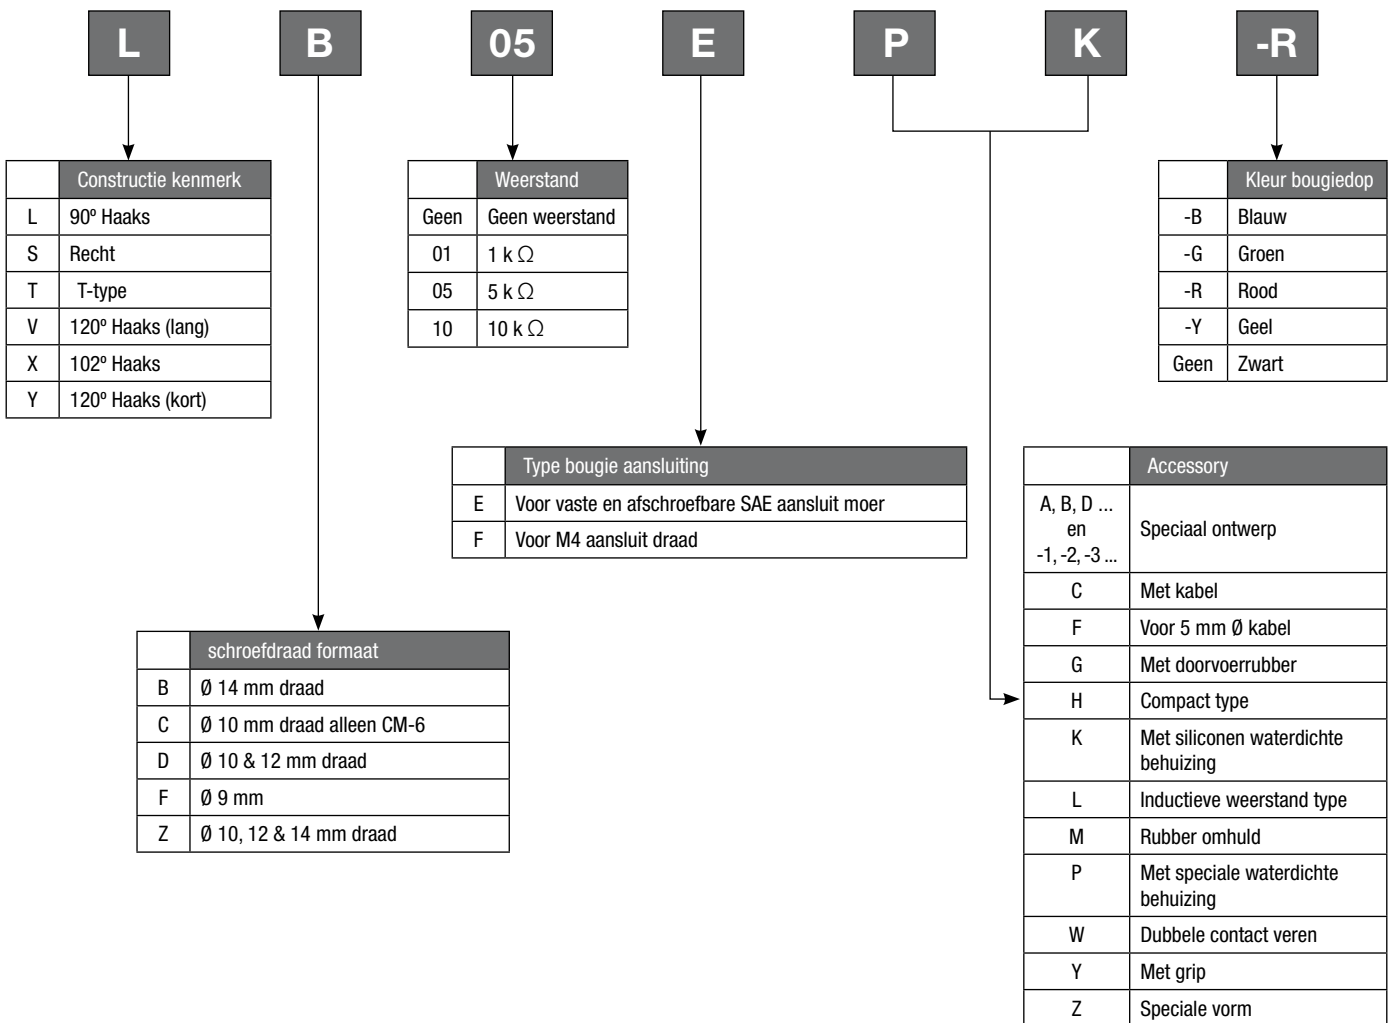 L B 05 E P K -R
Constructie kenmerk
L 90º Haaks
S Recht
T T-type
V 120º Haaks (lang)
X 102º Haaks
Y 120º Haaks (kort)
Weerstand
Geen Geen weerstand
01 1 k Ω
05 5 k Ω
10 10 k Ω
Kleur bougiedop
-B Blauw
-G Groen
-R Rood
-Y Geel
Geen Zwart
Type bougie aansluiting
E Voor vaste en afschroefbare SAE aansluit moer
F Voor M4 aansluit draad
schroefdraad formaat
B Ø 14 mm draad
C Ø 10 mm draad alleen CM-6
D Ø 10 & 12 mm draad
F Ø 9 mm
Z Ø 10, 12 & 14 mm draad
Accessory
A, B, D ...
en
-1, -2, -3 ...
Speciaal ontwerp
C Met kabel
F Voor 5 mm Ø kabel
G Met doorvoerrubber
H Compact type
K Met siliconen waterdichte
behuizing
L Inductieve weerstand type
M Rubber omhuld
P Met speciale waterdichte
behuizing
W Dubbele contact veren
Y Met grip
Z Speciale vorm